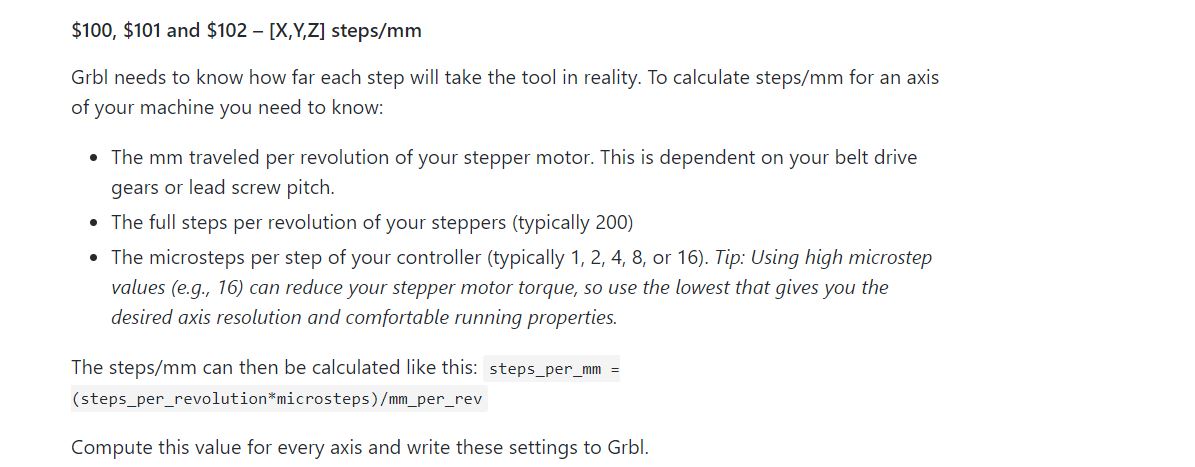 $100, $101 and $102 – [X,Y,Z] steps/mm
Grbl needs to know how far each step will take the tool in reality. To calculate steps/mm for an axis
of your machine you need to know:
• The mm traveled per revolution of your stepper motor. This is dependent on your belt drive
gears or lead screw pitch.
• The full steps per revolution of your steppers (typically 200)
• The microsteps per step of your controller (typically 1, 2, 4, 8, or 16). Tip: Using high microstep
values (e.g., 16) can reduce your stepper motor torque, so use the lowest that gives you the
desired axis resolution and comfortable running properties.
The steps/mm can then be calculated like this: steps_per_mm =
(steps_per_revolution*microsteps)/mm_per_rev
Compute this value for every axis and write these settings to Grbl.